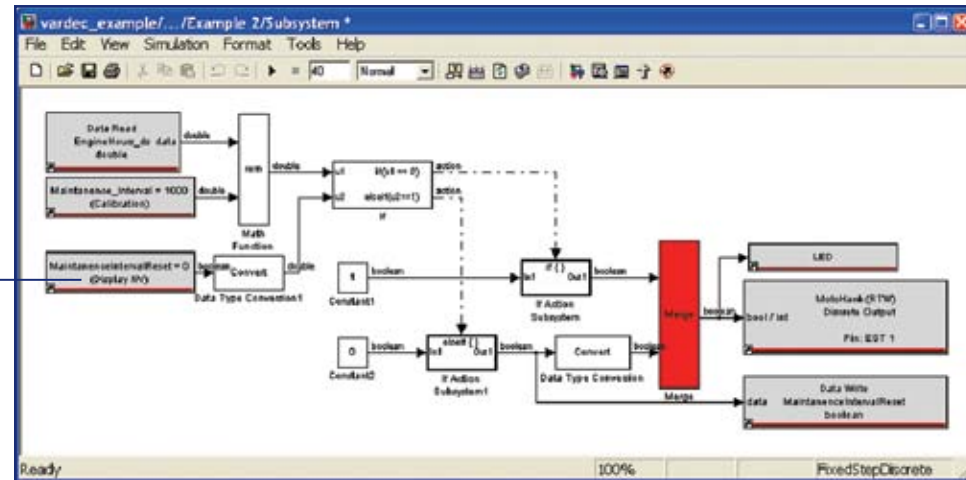 vardec_example/.../Example 2/Subsystem *
File Edit View Simulation Format Tools Help
40 Normal
Data Read
EngineHours_dv data
double
double
Maintenance_Interval = 1000
(Calibration)
double
rem
Math
Function
double
u1 if(u1 == 0)
u2 elseif(u2==1)
If
action
action
MaintanenceIntervalReset = 0
(Display NV)
boolean
Convert
Data Type Conversion1
double
1
Constant1
boolean
if { }
In1 Out1
If Action
Subsystem
boolean
0
Constant2
boolean
elseif { }
In1 Out1
If Action
Subsystem1
boolean
Convert
Data Type Conversion
boolean
Merge
Merge
boolean
LED
MotoHawk (RTW)
Discrete Output
bool / int
Pin: EST 1
Data Write
data MaintanenceIntervalReset
boolean
Ready 100% FixedStepDiscrete